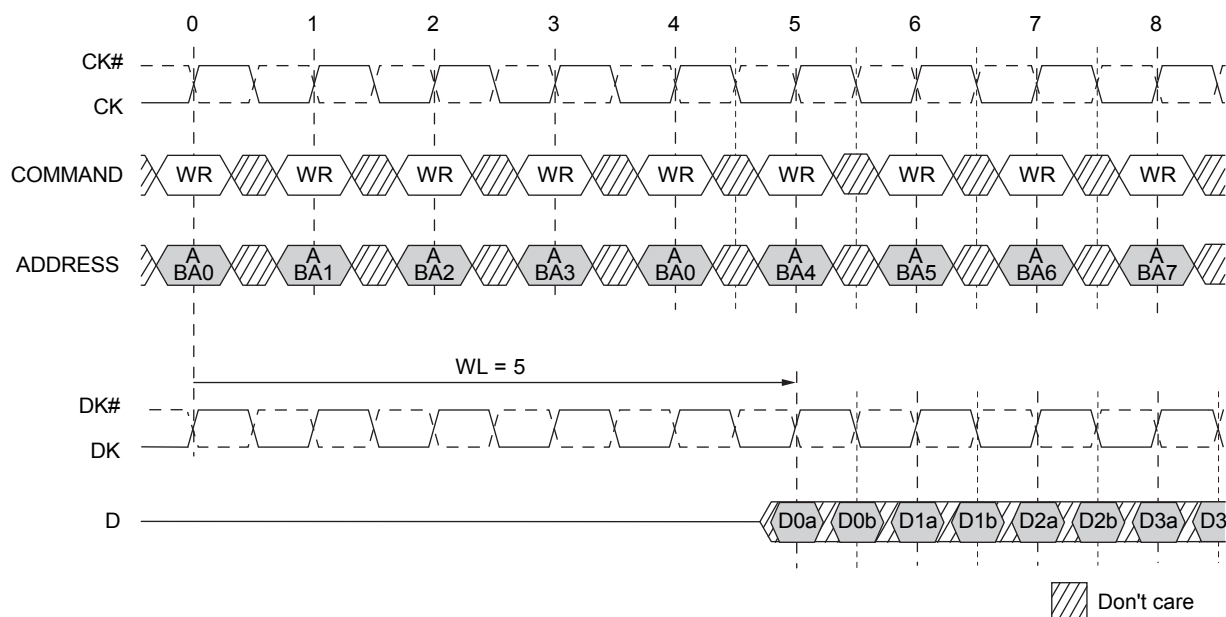 0 1 2 3 4 5 6 7 8
CK#
CK
COMMAND WR WR WR WR WR WR WR WR WR
A A A A A A A A A
ADDRESS BA0 BA1 BA2 BA3 BA0 BA4 BA5 BA6 BA7
WL = 5
DK#
DK
D D0a D0b D1a D1b D2a D2b D3a D3
Don't care